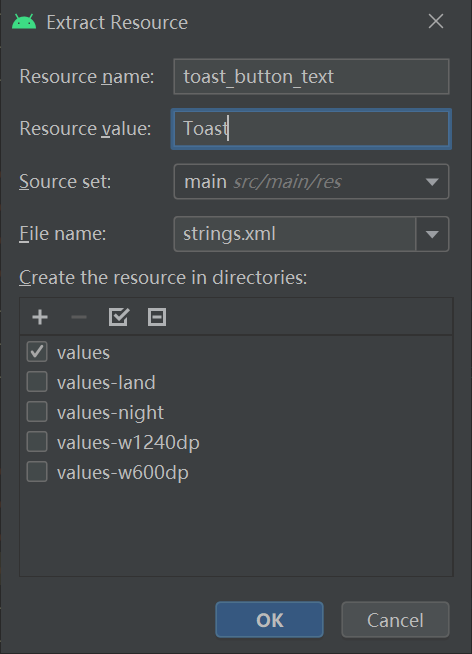 Extract Resource
Resource name: toast_button_text
Resource value: Toast
Source set: main src/main/res
File name: strings.xml
Create the resource in directories:
values
values-land
values-night
values-w1240dp
values-w600dp
OK Cancel